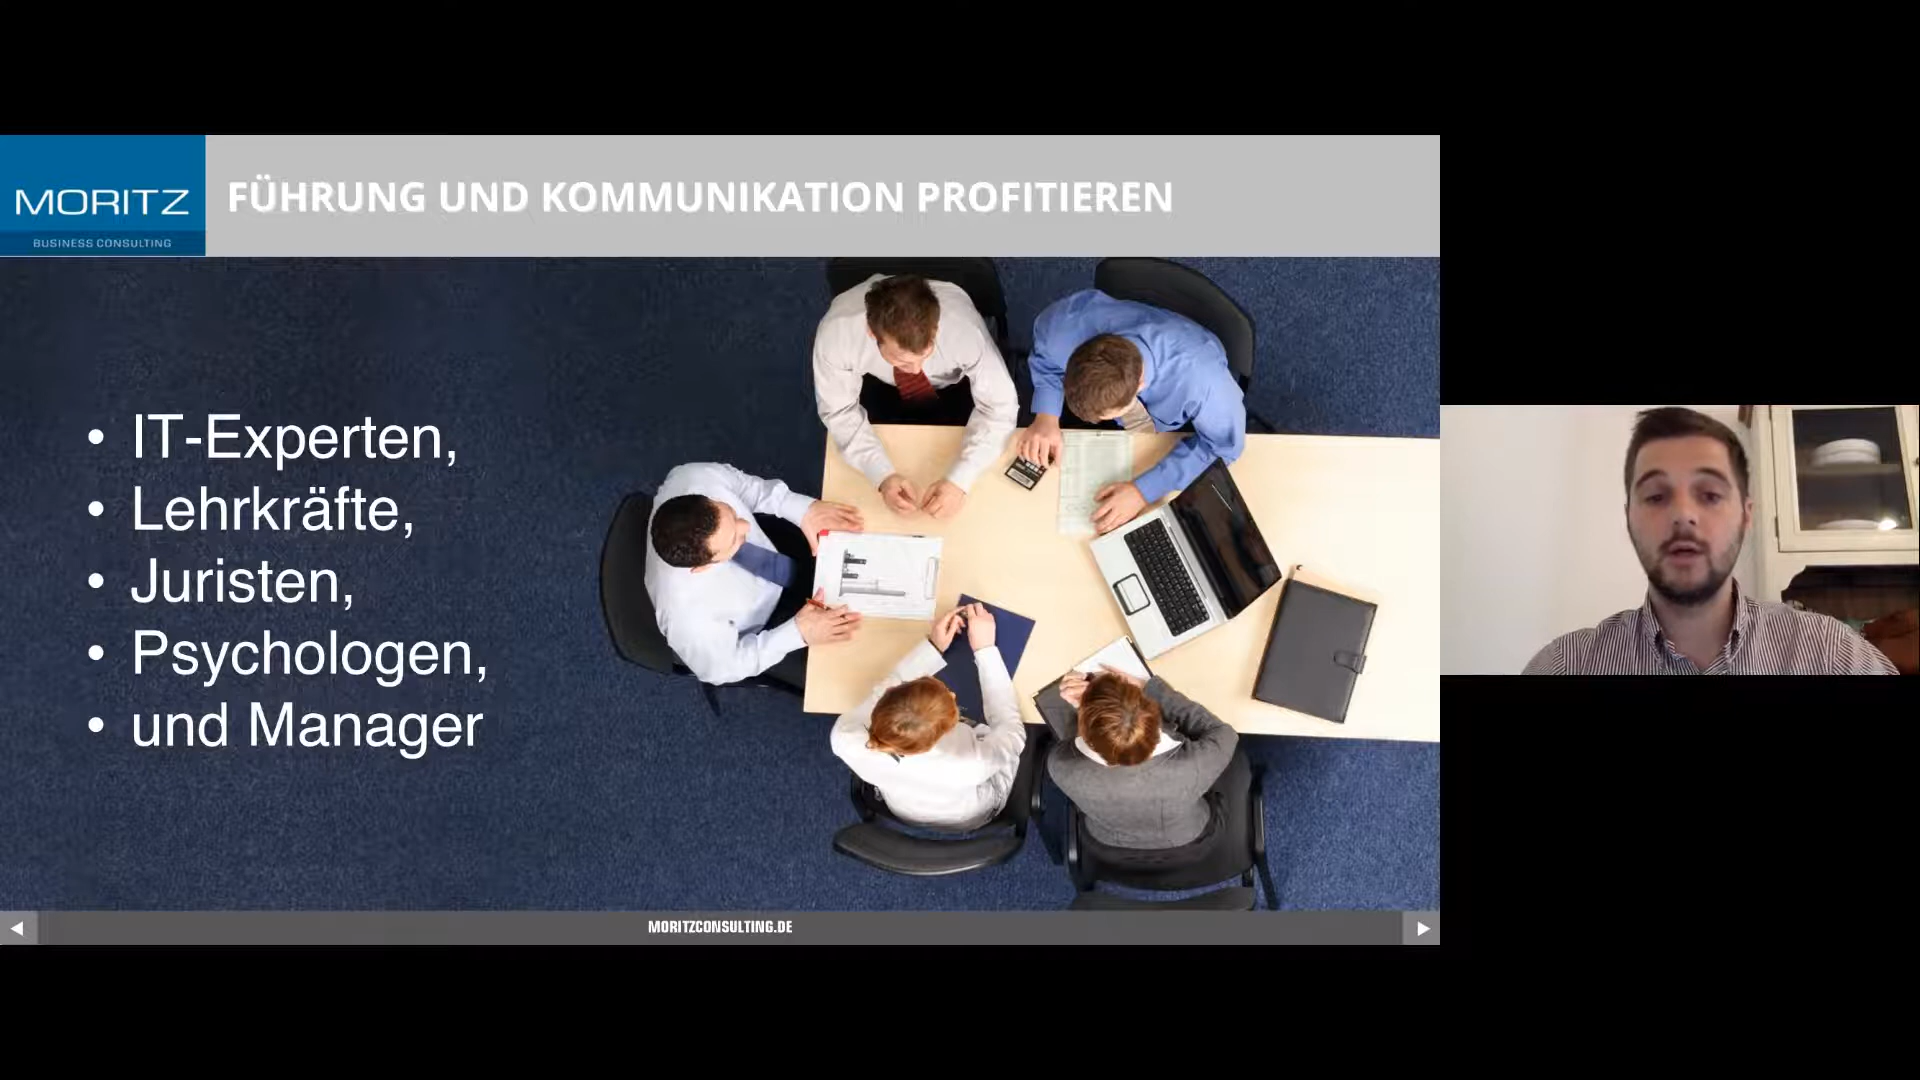 MORITZ
BUSINESS CONSULTING
FÜHRUNG UND KOMMUNIKATION PROFITIEREN
• IT-Experten,
• Lehrkräfte,
• Juristen,
• Psychologen,
• und Manager
MORITZCONSULTING.DE